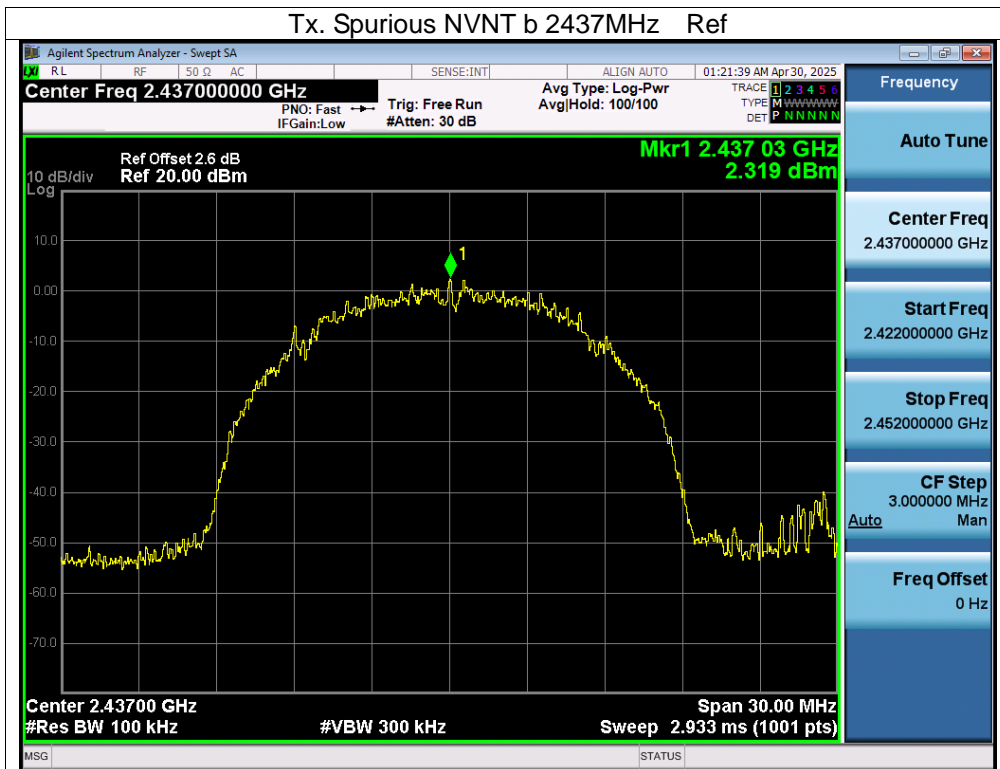 Tx. Spurious NVNT b 2437MHz Ref
Agilent Spectrum Analyzer - Swept SA
LXI RL RF 50 Ω AC SENSE:INT ALIGN AUTO 01:21:39 AM Apr 30, 2025
Center Freq 2.437000000 GHz
PNO: Fast
IFGain:Low
Trig: Free Run
#Atten: 30 dB
Avg Type: Log-Pwr
Avg|Hold: 100/100
TRACE 1 2 3 4 5 6
TYPE M WWWWW
DET P N N N N N
Mkr1 2.437 03 GHz
2.319 dBm
Ref Offset 2.6 dB
10 dB/div Ref 20.00 dBm
Log
1
10.0
0.00
-10.0
-20.0
-30.0
-40.0
-50.0
-60.0
-70.0
Center 2.43700 GHz Span 30.00 MHz
#Res BW 100 kHz #VBW 300 kHz Sweep 2.933 ms (1001 pts)
MSG STATUS
Frequency
Auto Tune
Center Freq
2.437000000 GHz
Start Freq
2.422000000 GHz
Stop Freq
2.452000000 GHz
CF Step
3.000000 MHz
Auto Man
Freq Offset
0 Hz